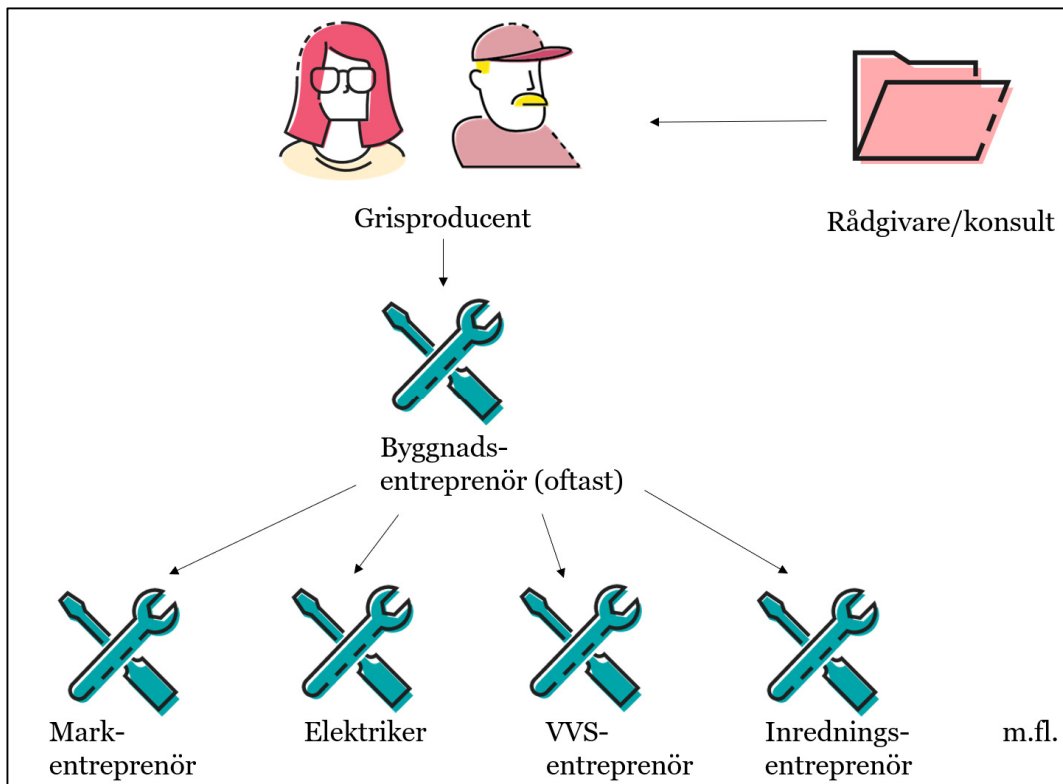 Grisproducent
Rådgivare/konsult
Byggnads-
entreprenör (oftast)
Mark-
entreprenör
Elektriker
VVS-
entreprenör
Inrednings-
entreprenör
m.fl.